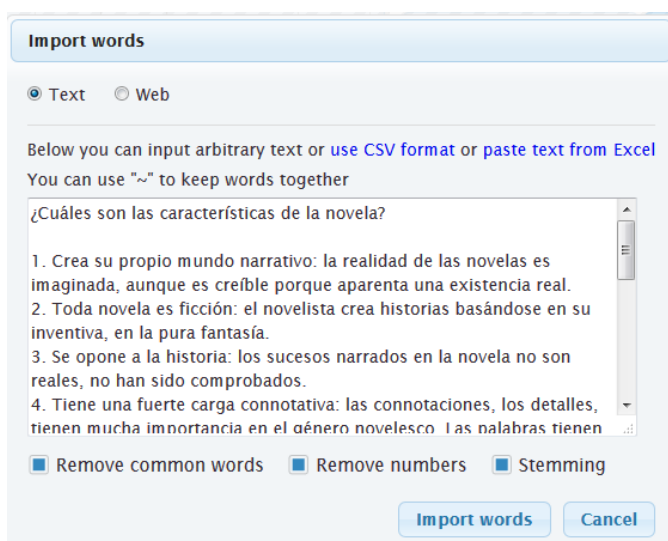 Import words
Text Web
Below you can input arbitrary text or use CSV format or paste text from Excel
You can use "~" to keep words together
¿Cuáles son las características de la novela?
1. Crea su propio mundo narrativo: la realidad de las novelas es
imaginada, aunque es creíble porque aparenta una existencia real.
2. Toda novela es ficción: el novelista crea historias basándose en su
inventiva, en la pura fantasía.
3. Se opone a la historia: los sucesos narrados en la novela no son
reales, no han sido comprobados.
4. Tiene una fuerte carga connotativa: las connotaciones, los detalles,
tienen mucha importancia en el género novelesco. Las palabras tienen
Remove common words Remove numbers Stemming
Import words Cancel